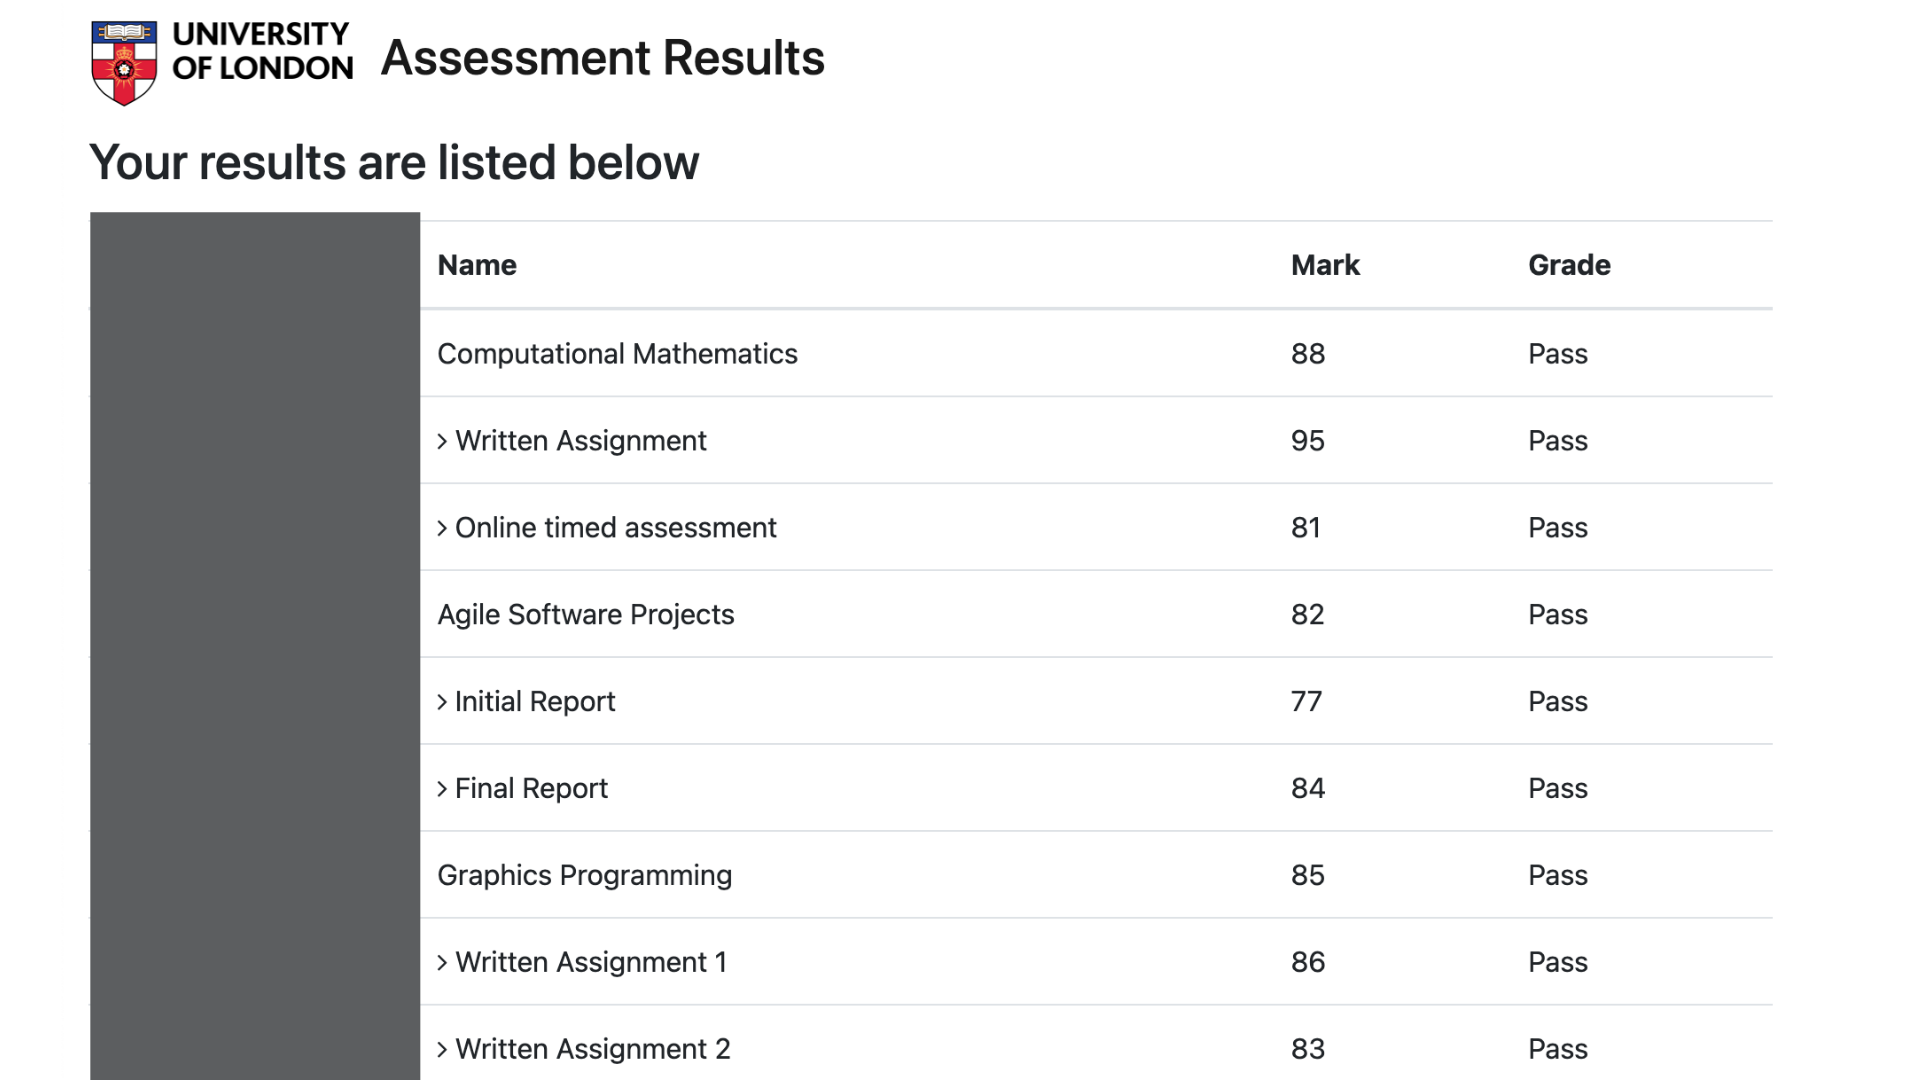 UNIVERSITY
OF LONDON
Assessment Results
Your results are listed below
Name Mark Grade
Computational Mathematics 88 Pass
> Written Assignment 95 Pass
> Online timed assessment 81 Pass
Agile Software Projects 82 Pass
> Initial Report 77 Pass
> Final Report 84 Pass
Graphics Programming 85 Pass
> Written Assignment 1 86 Pass
> Written Assignment 2 83 Pass